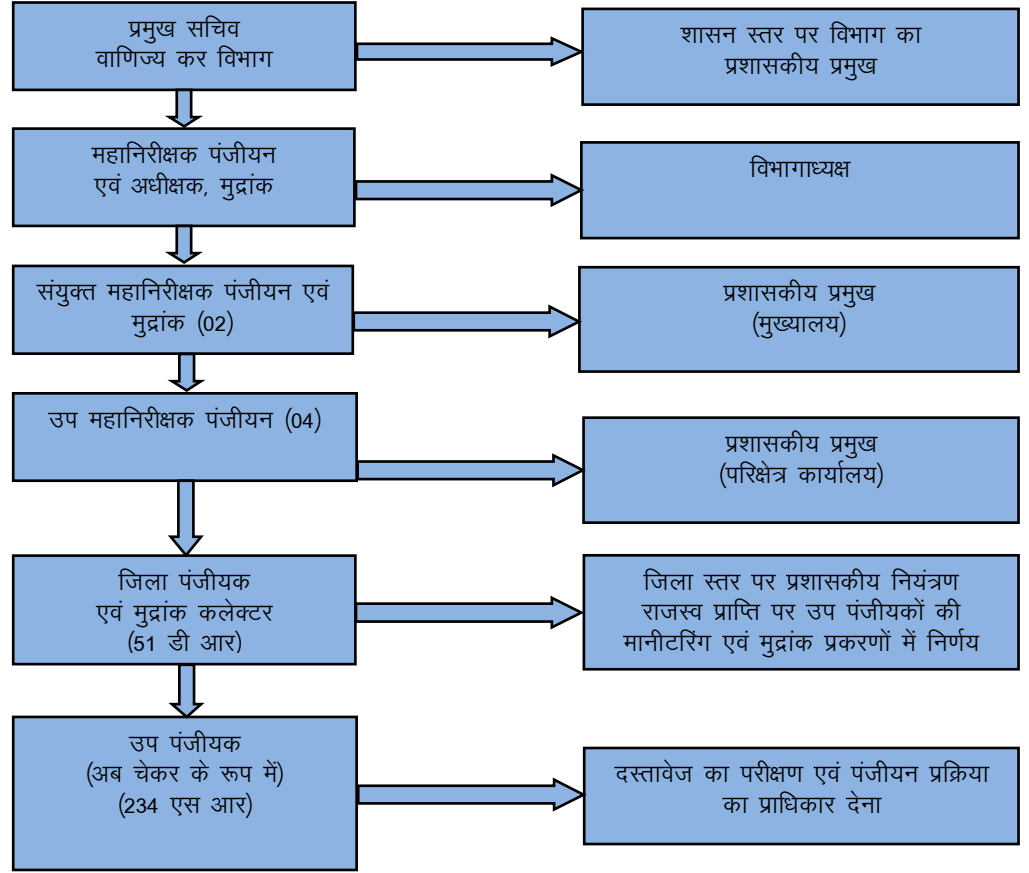 प्रमुख सचिव
वाणिज्य कर विभाग
शासन स्तर पर विभाग का
प्रशासकीय प्रमुख
महानिरीक्षक पंजीयन
एवं अधीक्षक, मुद्रांक
विभागाध्यक्ष
संयुक्त महानिरीक्षक पंजीयन एवं
मुद्रांक (02)
प्रशासकीय प्रमुख
(मुख्यालय)
उप महानिरीक्षक पंजीयन (04)
प्रशासकीय प्रमुख
(परिक्षेत्र कार्यालय)
जिला पंजीयक
एवं मुद्रांक कलेक्टर
(51 डी आर)
जिला स्तर पर प्रशासकीय नियंत्रण
राजस्व प्राप्ति पर उप पंजीयकों की
मानीटरिंग एवं मुद्रांक प्रकरणों में निर्णय
उप पंजीयक
(अब चेकर के रूप में)
(234 एस आर)
दस्तावेज का परीक्षण एवं पंजीयन प्रक्रिया
का प्राधिकार देना